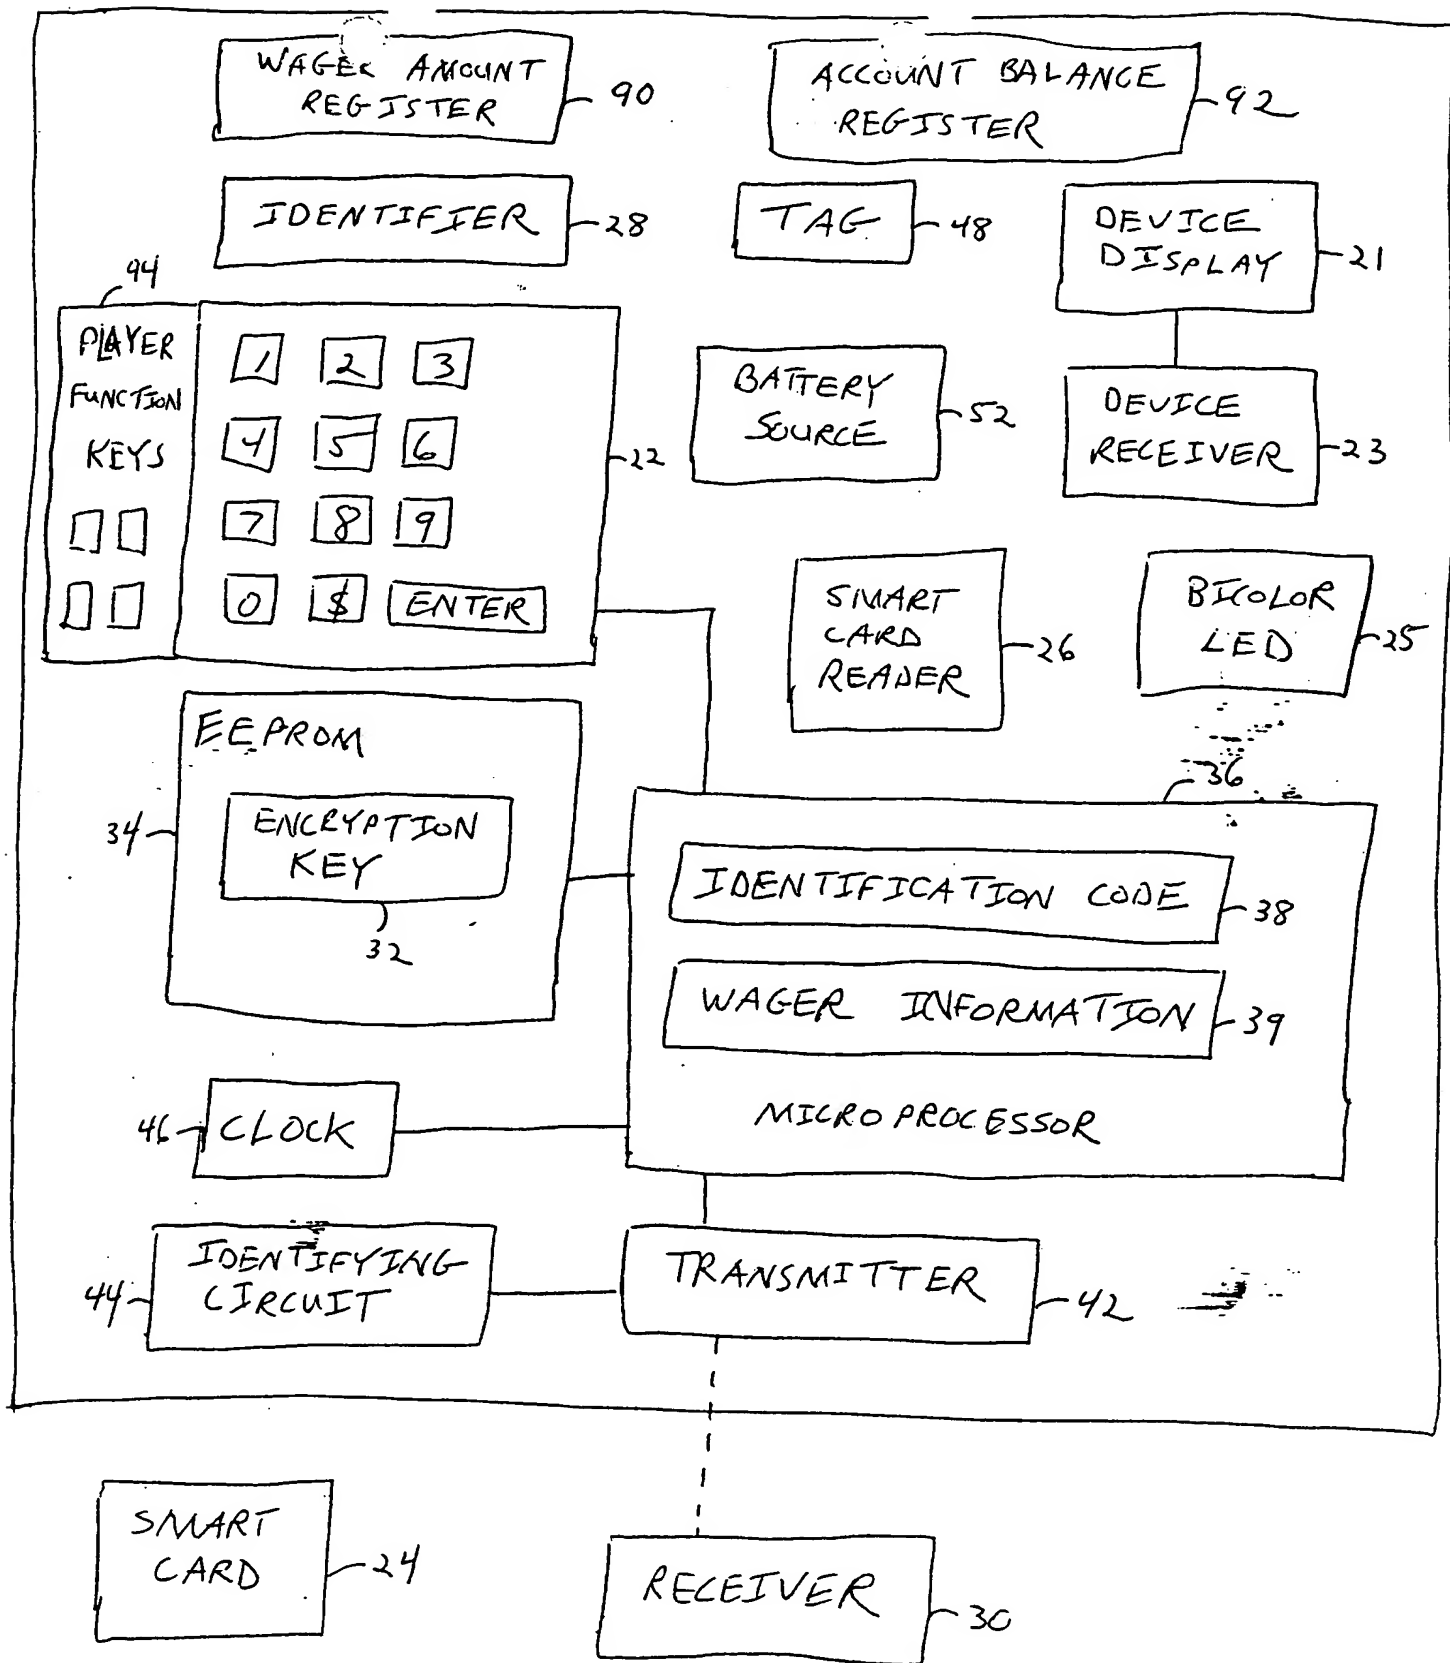 WAGER AMOUNT
REGISTER
90
ACCOUNT BALANCE
REGISTER
92
IDENTIFIER
28
TAG
48
DEVICE
DISPLAY
21
94
PLAYER
FUNCTION
KEYS
1 2 3
4 5 6
7 8 9
0 $ ENTER
22
BATTERY
SOURCE
52
DEVICE
RECEIVER
23
SMART
CARD
READER
26
BICOLOR
LED
25
EEPROM
34
ENCRYPTION
KEY
32
36
IDENTIFICATION CODE
38
WAGER INFORMATION
39
MICROPROCESSOR
46
CLOCK
44
IDENTIFYING
CIRCUIT
TRANSMITTER
42
SMART
CARD
24
RECEIVER
30